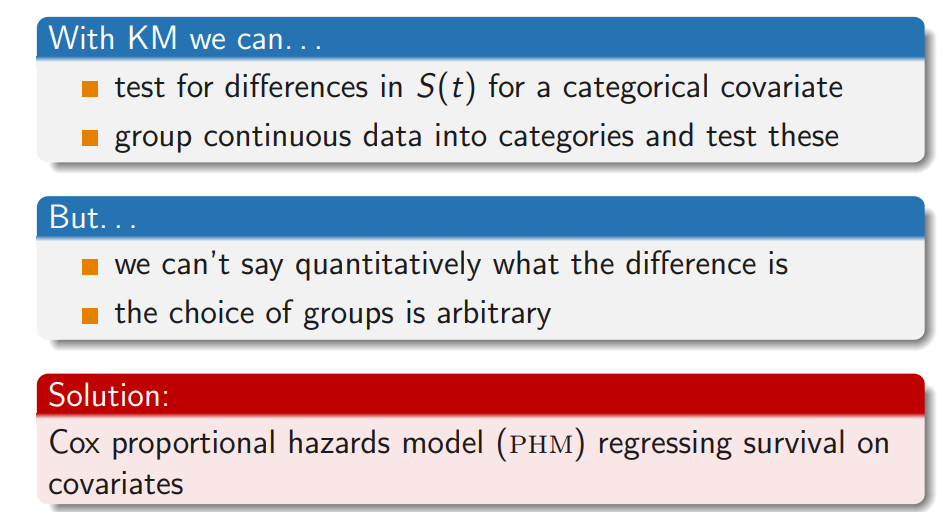 With KM we can. . .
test for differences in S(t) for a categorical covariate
group continuous data into categories and test these
But. . .
we can't say quantitatively what the difference is
the choice of groups is arbitrary
Solution:
Cox proportional hazards model (PHM) regressing survival on
covariates